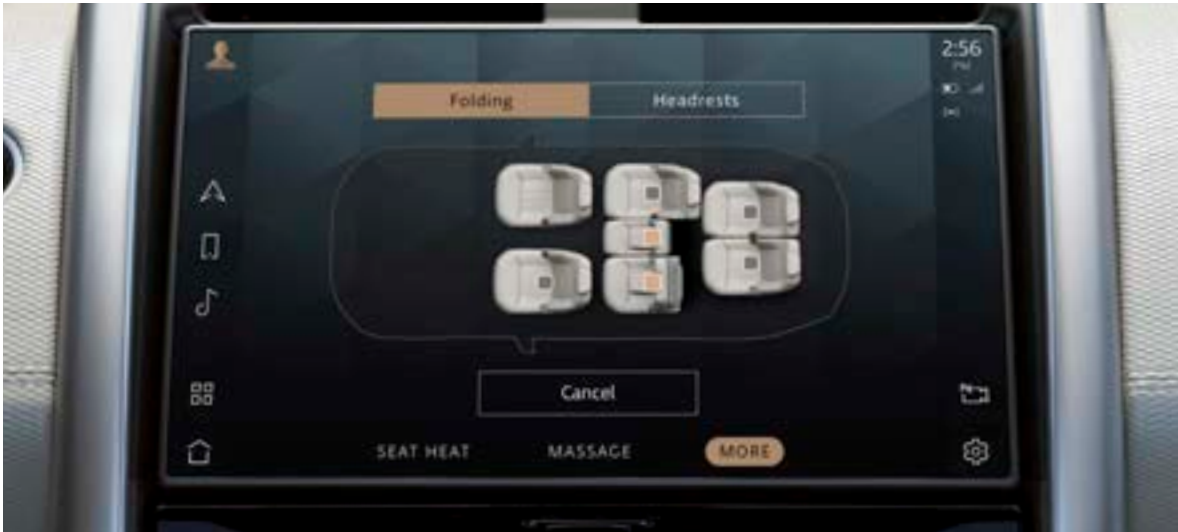 2:56
Folding
Headrests
Cancel
SEAT HEAT
MASSAGE
MORE